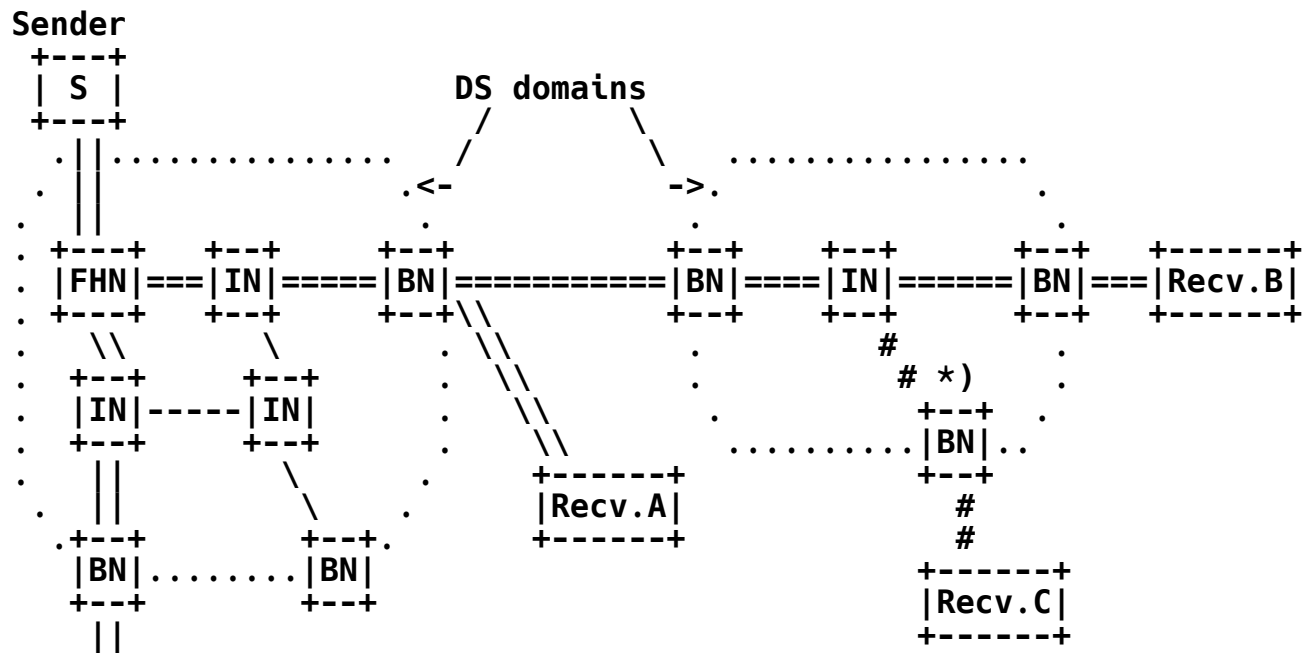 Sender
S
DS domains
FHN IN BN BN IN BN Recv.B
*)
IN IN
BN
Recv.A
BN BN
Recv.C